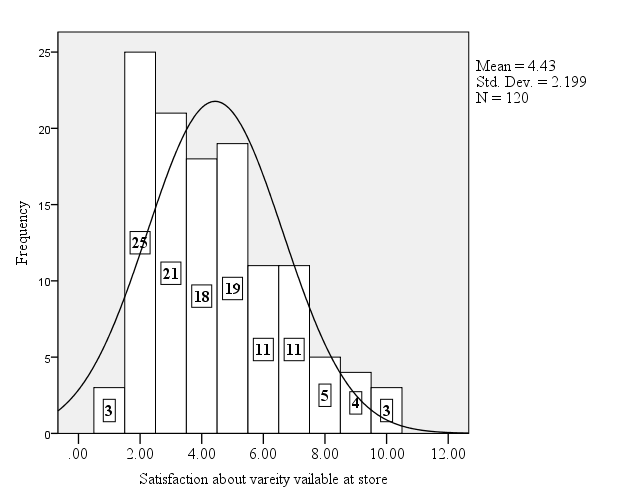 25
20
15
10
5
0
Frequency
3
25
21
18
19
11
11
5
4
3
.00 2.00 4.00 6.00 8.00 10.00 12.00
Satisfaction about vareity vailable at store
Mean = 4.43
Std. Dev. = 2.199
N = 120